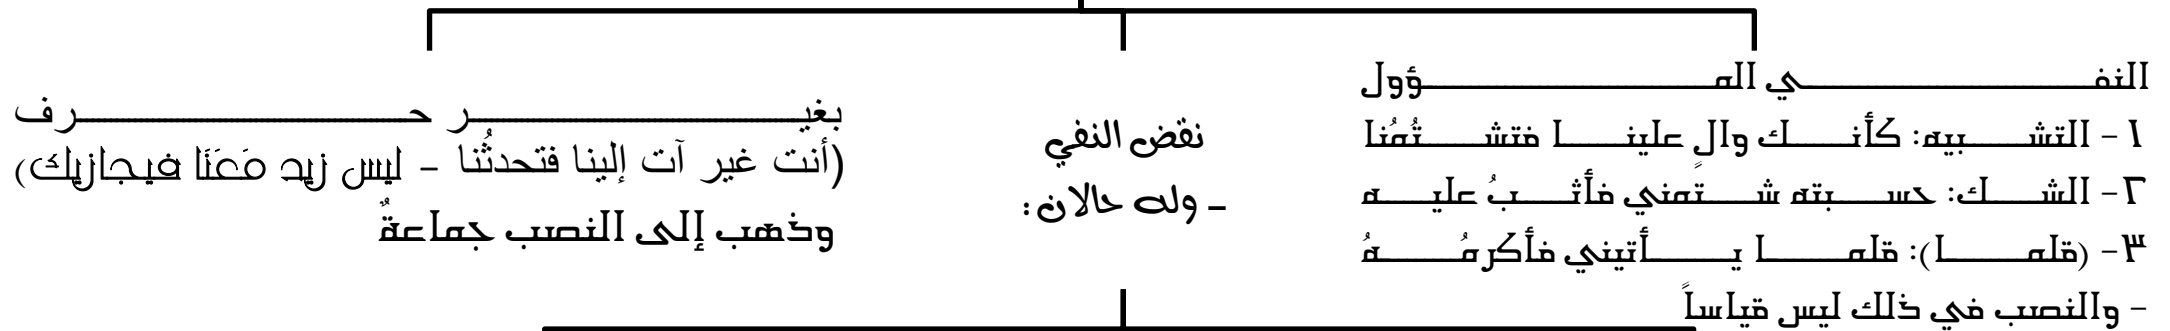 النفي المؤول
١ - التشبيه: كأنك والٍ علينا فتشتُمُنا
٢ - الشك: حسبته شتمني فأثبُ عليه
٣ - (قلما): قلما يأتيني فأكرمُهُ
- والنصب في ذلك ليس قياساً
نقض النفي
- وله حالان:
بغير حرف
(أنت غير آت إلينا فتحدثُنا - ليس زيد مَعَنَا فيجازيك)
وذهب إلى النصب جماعةٌ